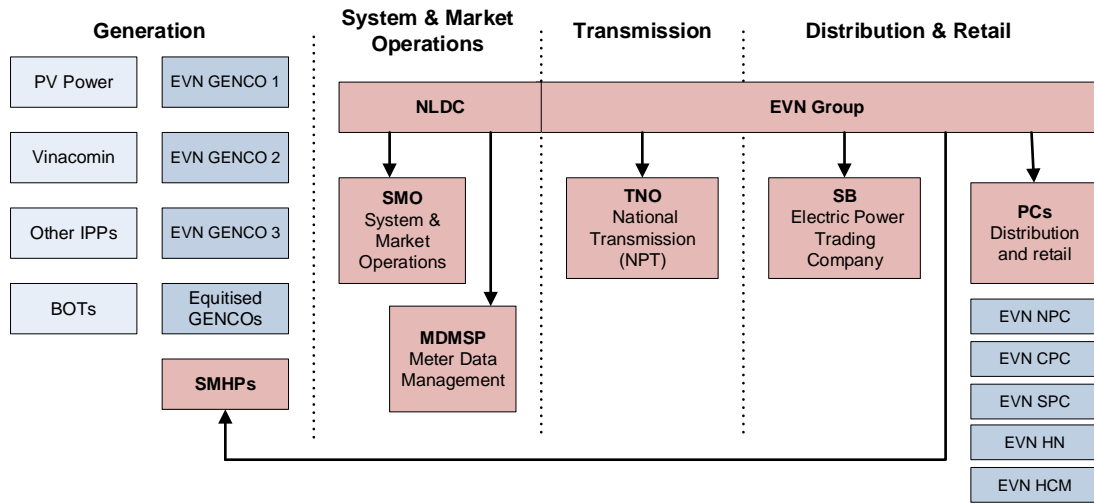 Generation
System & Market
Operations
Transmission
Distribution & Retail
PV Power
EVN GENCO 1
Vinacomin
EVN GENCO 2
Other IPPs
EVN GENCO 3
BOTs
Equitised
GENCOs
SMHPs
NLDC
EVN Group
SMO
System &
Market
Operations
MDMSP
Meter Data
Management
TNO
National
Transmission
(NPT)
SB
Electric Power
Trading
Company
PCs
Distribution
and retail
EVN NPC
EVN CPC
EVN SPC
EVN HN
EVN HCM